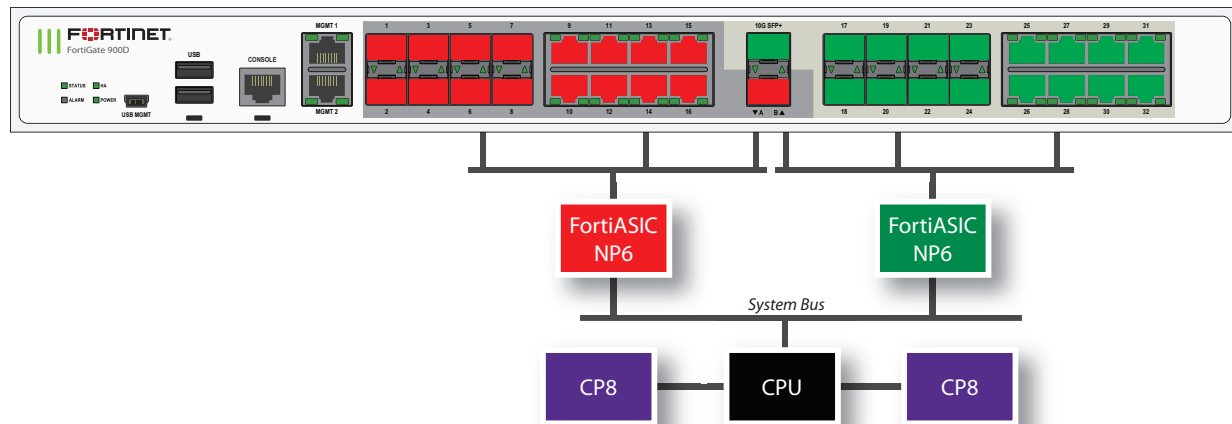 FORTINET
FortiGate 900D
STATUS HA
ALARM POWER
USB MGMT
USB
CONSOLE
MGMT 1
MGMT 2
1 3 5 7 9 11 13 15 10G SFP+ 17 19 21 23 25 27 29 31
2 4 6 8 10 12 14 16 ▼A B▲ 18 20 22 24 26 28 30 32
FortiASIC
NP6
FortiASIC
NP6
System Bus
CP8 CPU CP8